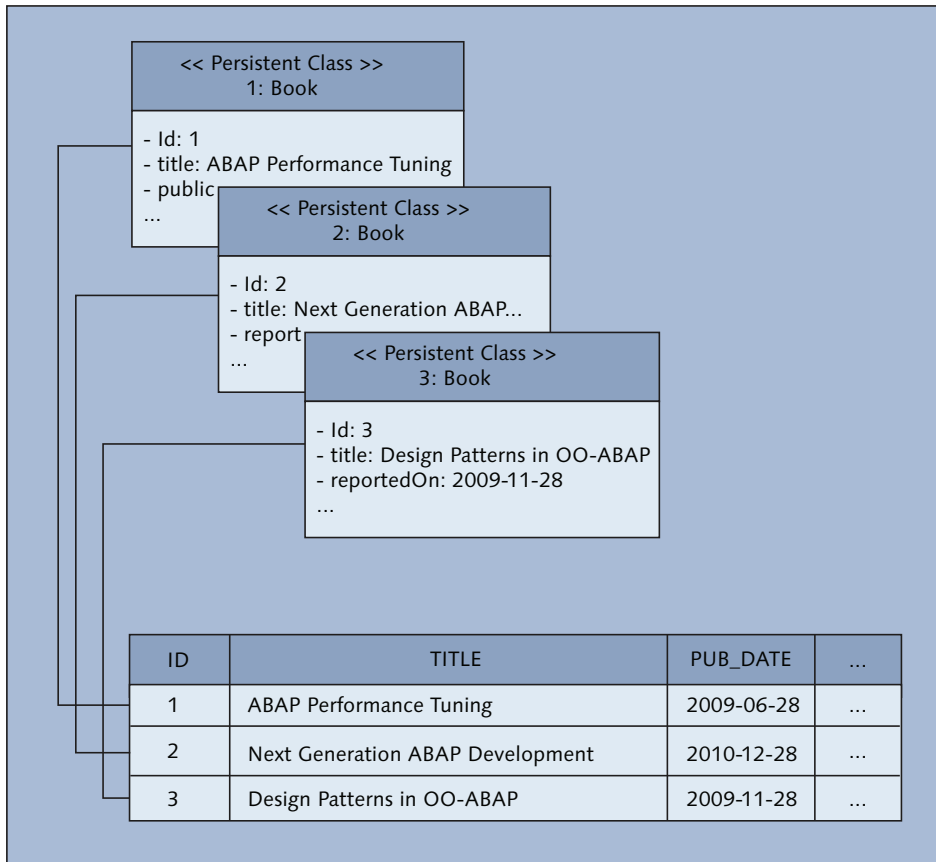 << Persistent Class >>
1: Book
- Id: 1
- title: ABAP Performance Tuning
- public
...
<< Persistent Class >>
2: Book
- Id: 2
- title: Next Generation ABAP...
- report
...
<< Persistent Class >>
3: Book
- Id: 3
- title: Design Patterns in OO-ABAP
- reportedOn: 2009-11-28
...
ID TITLE PUB_DATE ...
1 ABAP Performance Tuning 2009-06-28 ...
2 Next Generation ABAP Development 2010-12-28 ...
3 Design Patterns in OO-ABAP 2009-11-28 ...